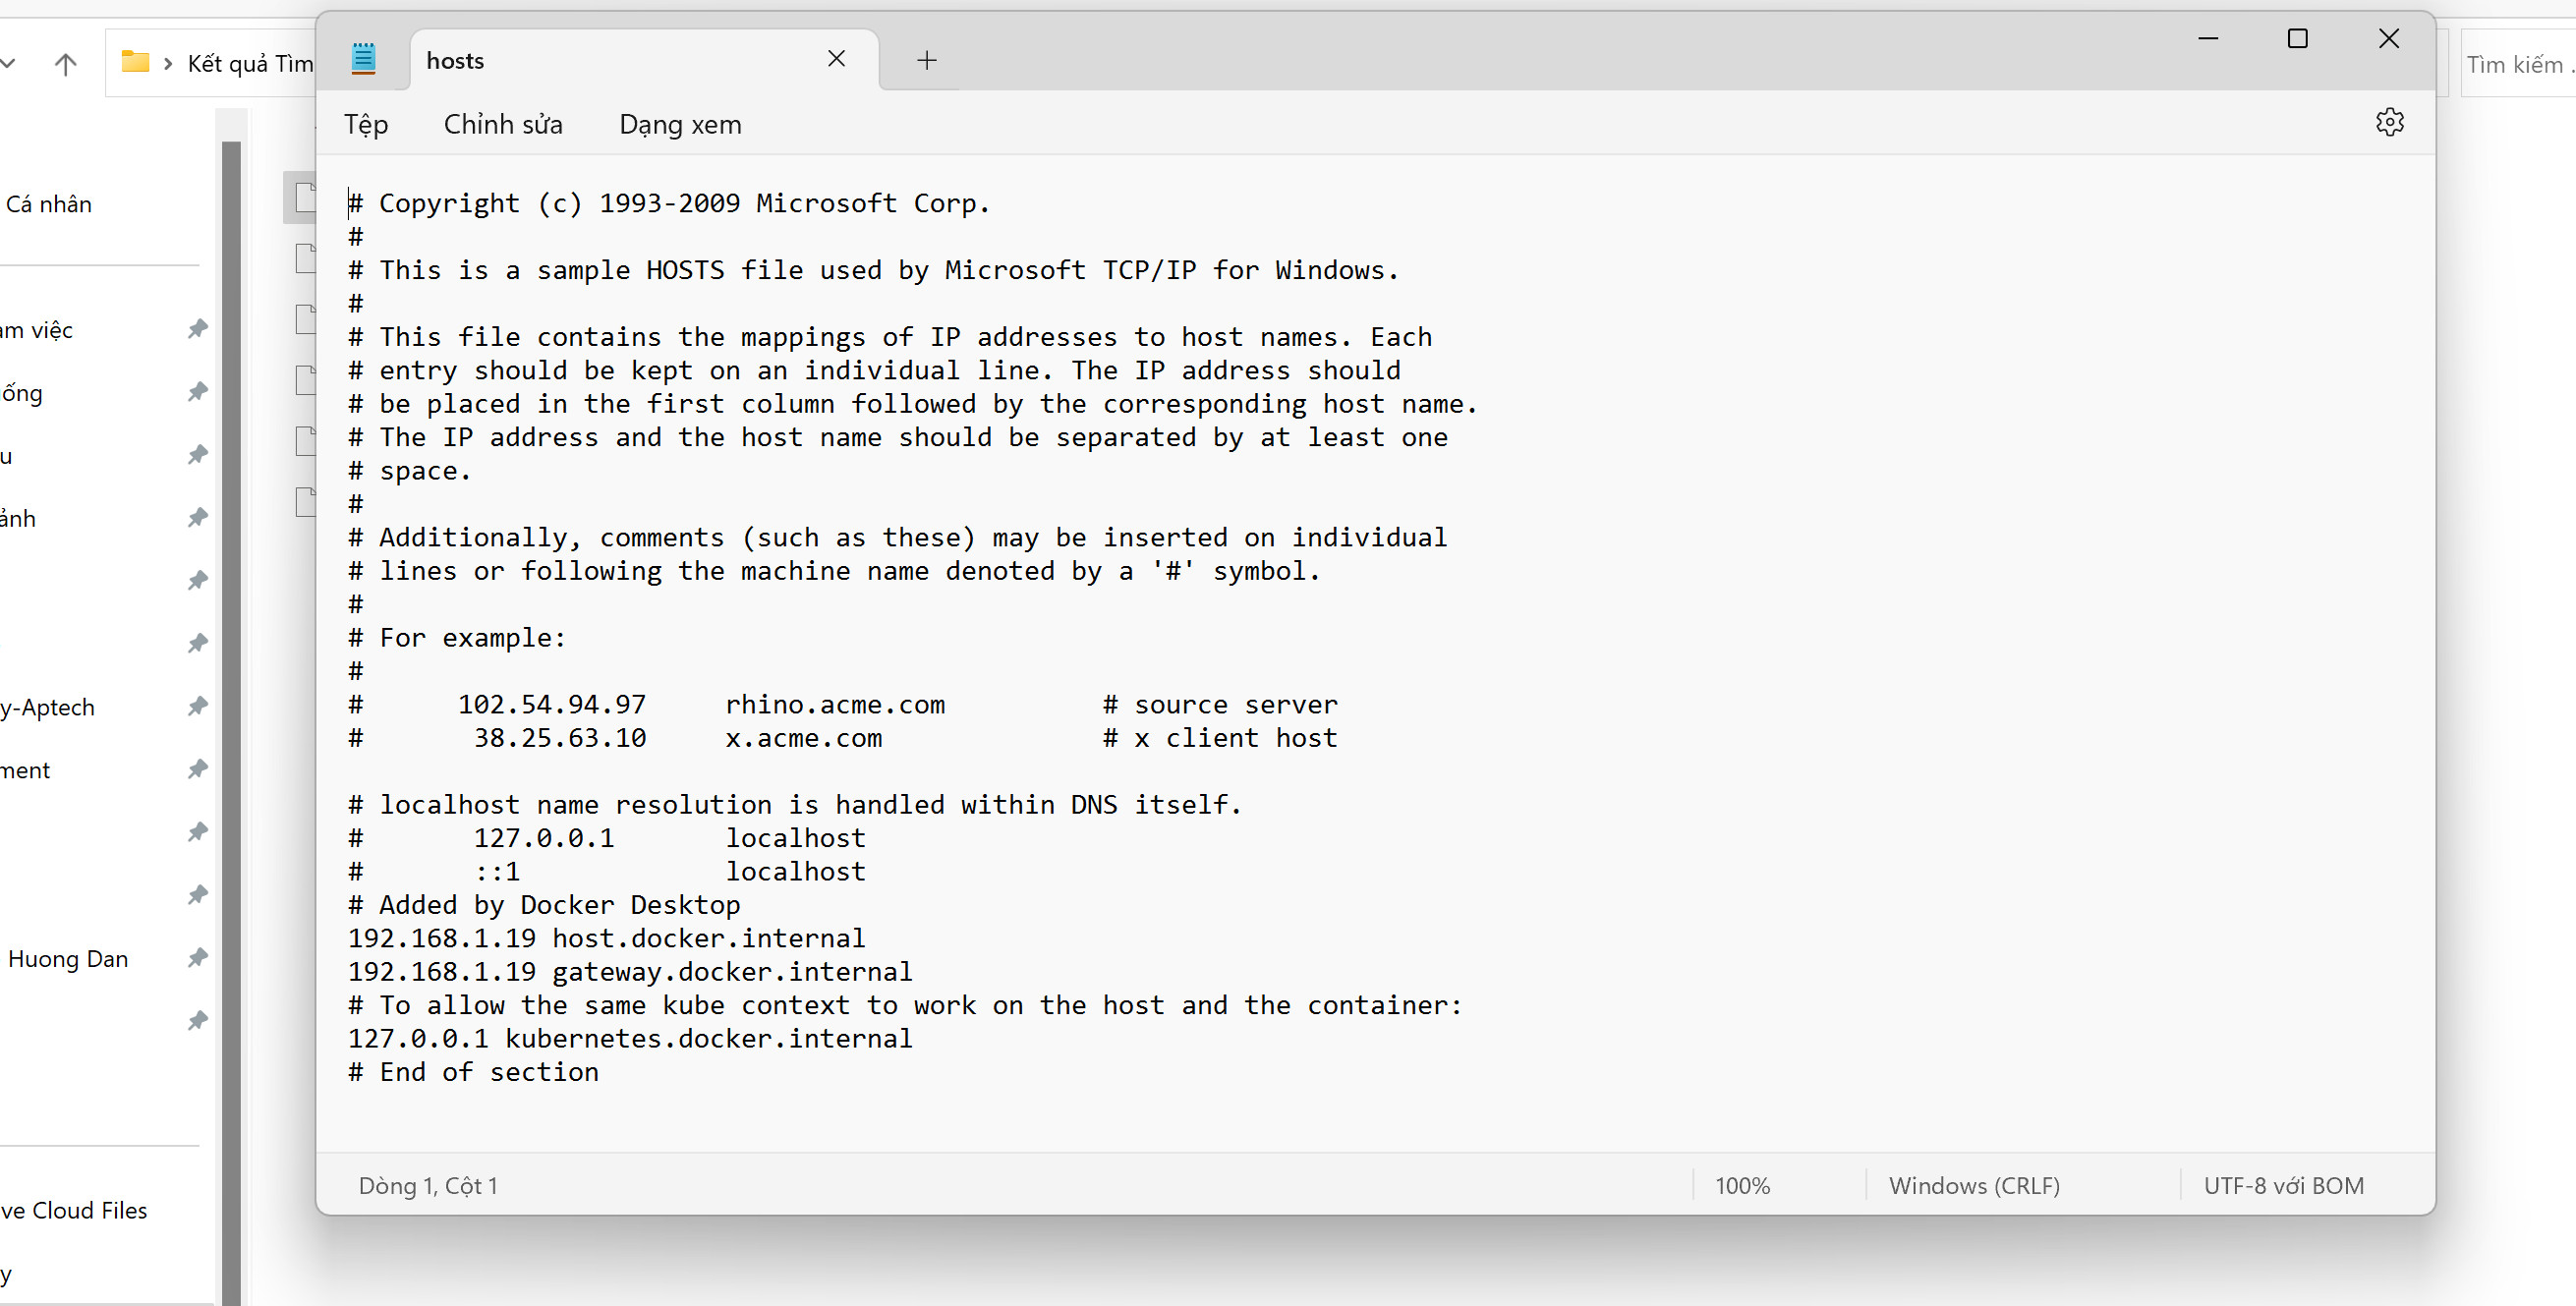 Kết quả Tìm
hosts
Tìm kiếm .
Tệp Chỉnh sửa Dạng xem
Cá nhân
àm việc
ống
u
ảnh
y-Aptech
ment
Huong Dan
ve Cloud Files
y
# Copyright (c) 1993-2009 Microsoft Corp.
#
# This is a sample HOSTS file used by Microsoft TCP/IP for Windows.
#
# This file contains the mappings of IP addresses to host names. Each
# entry should be kept on an individual line. The IP address should
# be placed in the first column followed by the corresponding host name.
# The IP address and the host name should be separated by at least one
# space.
#
# Additionally, comments (such as these) may be inserted on individual
# lines or following the machine name denoted by a '#' symbol.
#
# For example:
#
#      102.54.94.97     rhino.acme.com          # source server
#       38.25.63.10     x.acme.com              # x client host
# localhost name resolution is handled within DNS itself.
#       127.0.0.1       localhost
#       ::1             localhost
# Added by Docker Desktop
192.168.1.19 host.docker.internal
192.168.1.19 gateway.docker.internal
# To allow the same kube context to work on the host and the container:
127.0.0.1 kubernetes.docker.internal
# End of section
Dòng 1, Cột 1 100% Windows (CRLF) UTF-8 với BOM